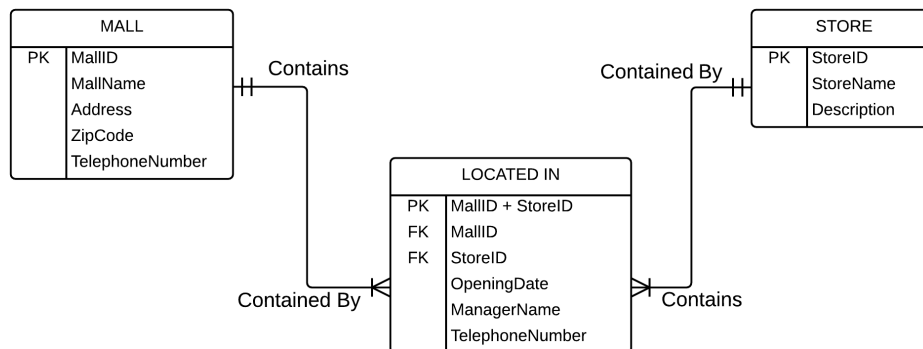 MALL
PK MallID
MallName
Address
ZipCode
TelephoneNumber
Contains
STORE
PK StoreID
StoreName
Description
Contained By
LOCATED IN
PK MallID + StoreID
FK MallID
FK StoreID
OpeningDate
ManagerName
TelephoneNumber
Contained By
Contains